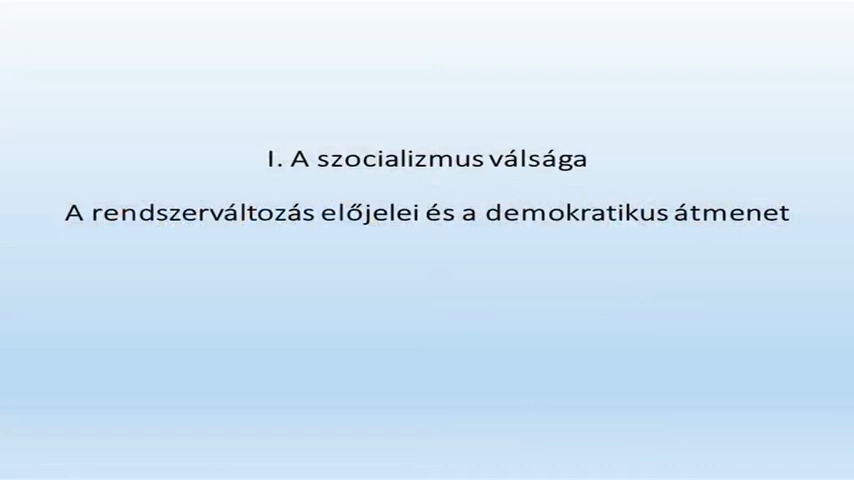 I. A szocializmus válsága
A rendszerváltozás előjelei és a demokratikus átmenet